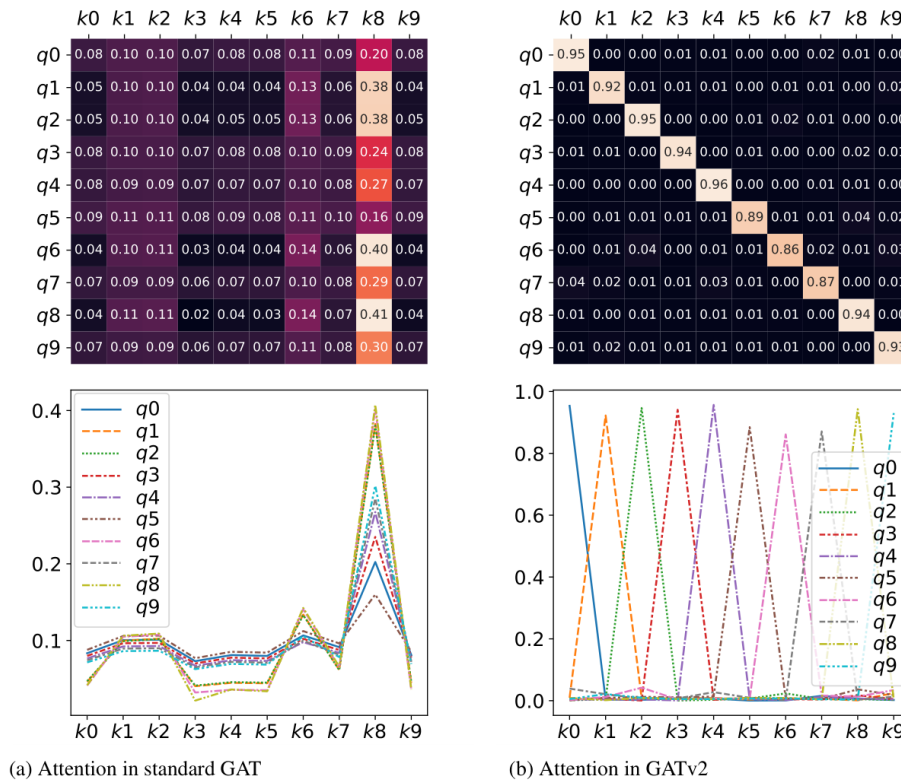 k0 k1 k2 k3 k4 k5 k6 k7 k8 k9
q0 0.08 0.10 0.10 0.07 0.08 0.08 0.11 0.09 0.20 0.08
q1 0.05 0.10 0.10 0.04 0.04 0.04 0.13 0.06 0.38 0.04
q2 0.05 0.10 0.10 0.04 0.05 0.05 0.13 0.06 0.38 0.05
q3 0.08 0.10 0.10 0.07 0.08 0.08 0.10 0.09 0.24 0.08
q4 0.08 0.09 0.09 0.07 0.07 0.07 0.10 0.08 0.27 0.07
q5 0.09 0.11 0.11 0.08 0.09 0.08 0.11 0.10 0.16 0.09
q6 0.04 0.10 0.11 0.03 0.04 0.04 0.14 0.06 0.40 0.04
q7 0.07 0.09 0.09 0.06 0.07 0.07 0.10 0.08 0.29 0.07
q8 0.04 0.11 0.11 0.02 0.04 0.03 0.14 0.07 0.41 0.04
q9 0.07 0.09 0.09 0.06 0.07 0.07 0.11 0.08 0.30 0.07
0.4
0.3
0.2
0.1
q0
q1
q2
q3
q4
q5
q6
q7
q8
q9
k0 k1 k2 k3 k4 k5 k6 k7 k8 k9
(a) Attention in standard GAT
k0 k1 k2 k3 k4 k5 k6 k7 k8 k9
q0 0.95 0.00 0.00 0.01 0.01 0.00 0.00 0.02 0.01 0.00
q1 0.01 0.92 0.00 0.01 0.01 0.01 0.01 0.00 0.00 0.02
q2 0.00 0.00 0.95 0.00 0.00 0.01 0.02 0.01 0.00 0.00
q3 0.01 0.01 0.00 0.94 0.01 0.00 0.00 0.00 0.02 0.01
q4 0.00 0.00 0.01 0.00 0.96 0.00 0.00 0.01 0.01 0.00
q5 0.00 0.01 0.01 0.01 0.01 0.89 0.01 0.01 0.04 0.02
q6 0.00 0.01 0.04 0.00 0.01 0.01 0.86 0.02 0.01 0.03
q7 0.04 0.02 0.01 0.01 0.03 0.01 0.01 0.87 0.00 0.01
q8 0.01 0.00 0.01 0.01 0.01 0.01 0.00 0.01 0.94 0.00
q9 0.01 0.02 0.01 0.01 0.01 0.01 0.01 0.00 0.00 0.93
1.0
0.8
0.6
0.4
0.2
0.0
q0
q1
q2
q3
q4
q5
q6
q7
q8
q9
k0 k1 k2 k3 k4 k5 k6 k7 k8 k9
(b) Attention in GATv2